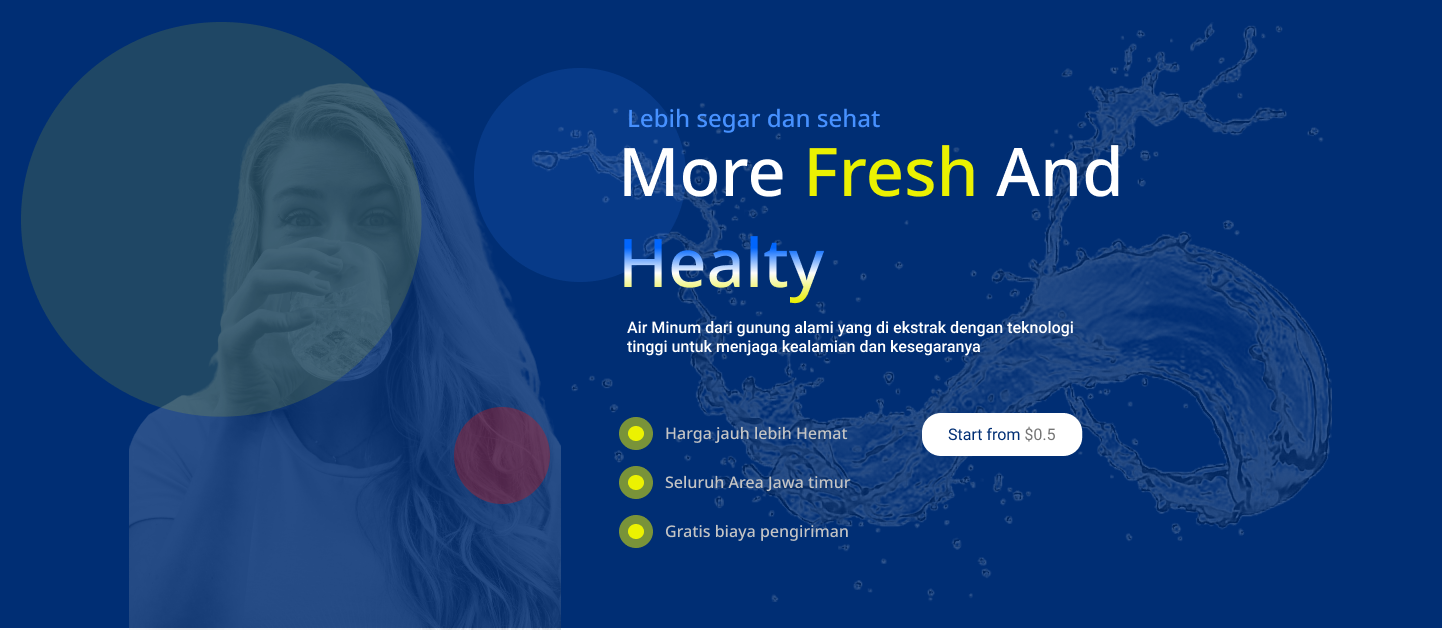 Lebih segar dan sehat
More Fresh And
Healty
Air Minum dari gunung alami yang di ekstrak dengan teknologi
tinggi untuk menjaga kealamian dan kesegaranya
Harga jauh lebih Hemat
Start from $0.5
Seluruh Area Jawa timur
Gratis biaya pengiriman